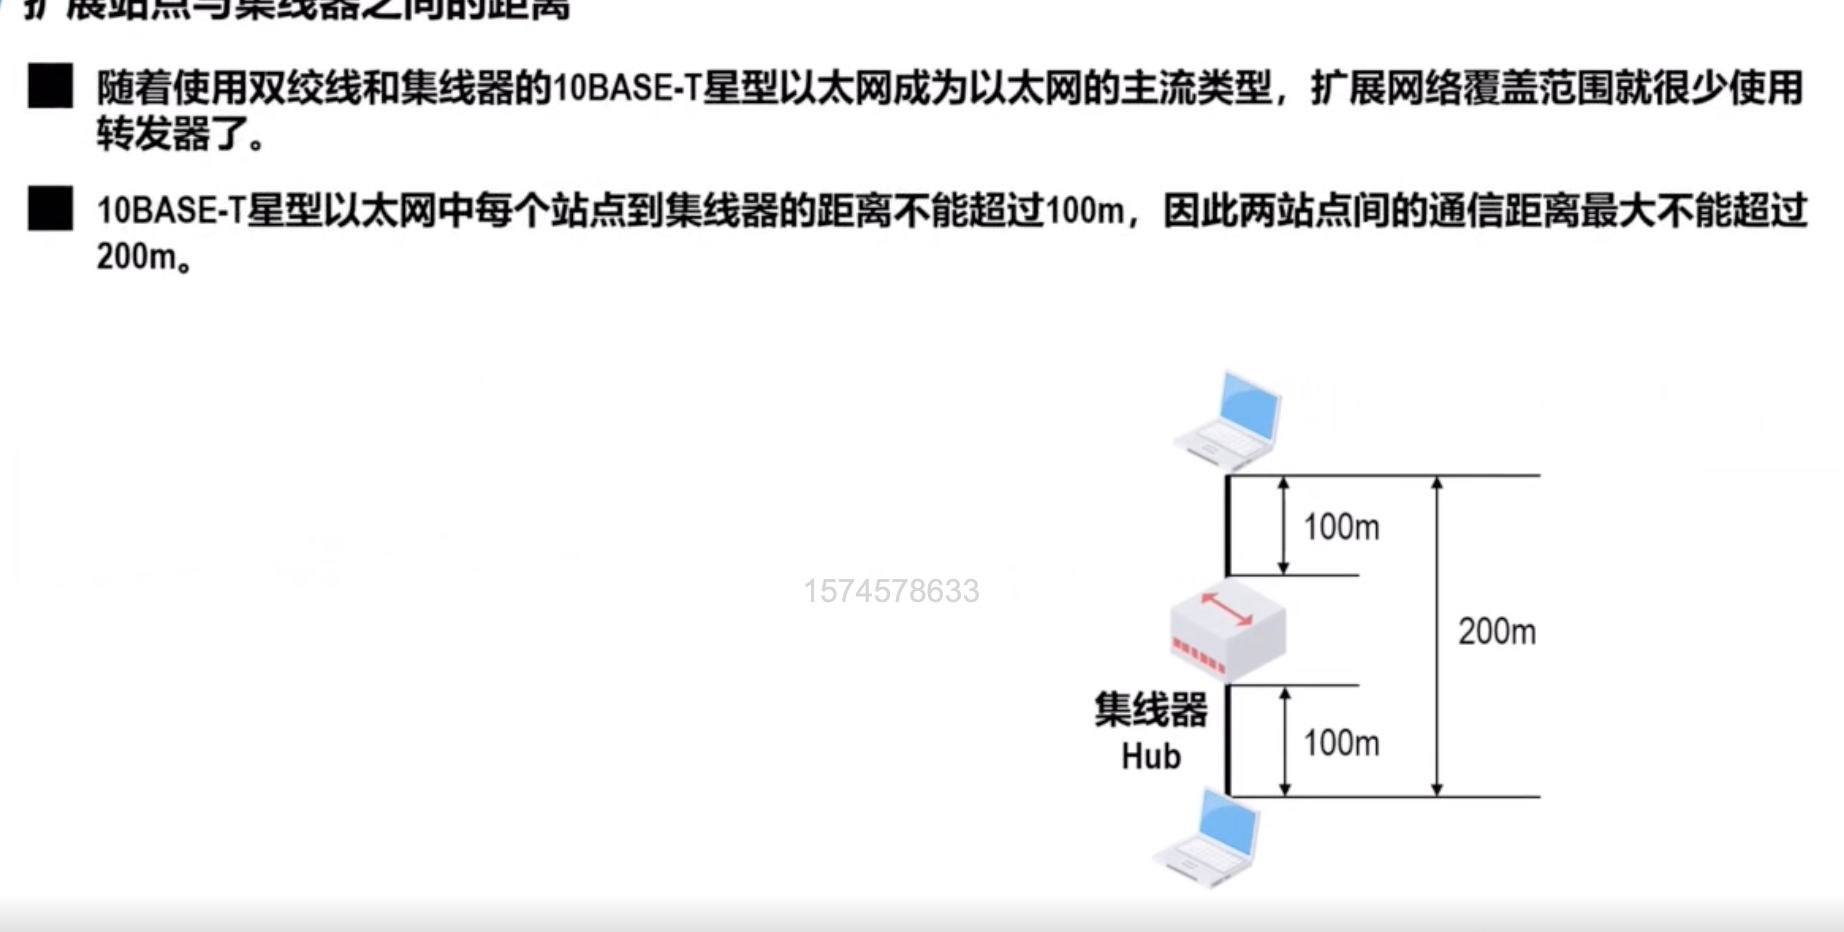 扩展站点与集线器之间的距离
随着使用双绞线和集线器的10BASE-T星型以太网成为以太网的主流类型，扩展网络覆盖范围就很少使用
转发器了。
10BASE-T星型以太网中每个站点到集线器的距离不能超过100m，因此两站点间的通信距离最大不能超过
200m。
100m
1574578633
200m
集线器
Hub
100m